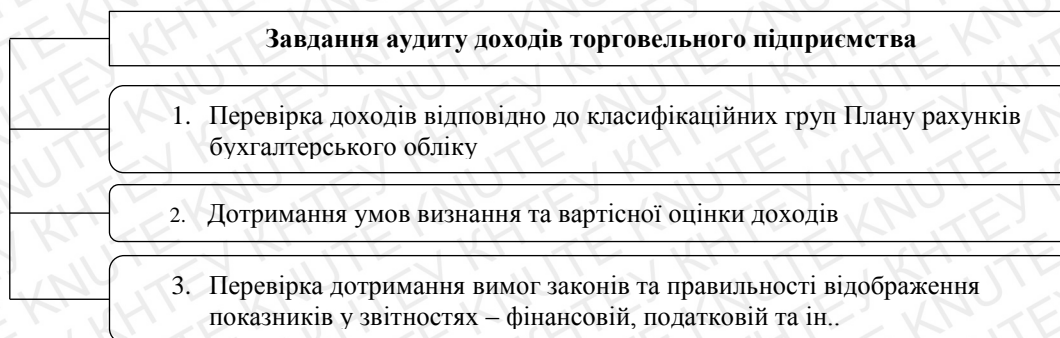 Завдання аудиту доходів торговельного підприємства
1. Перевірка доходів відповідно до класифікаційних груп Плану рахунків
бухгалтерського обліку
2. Дотримання умов визнання та вартісної оцінки доходів
3. Перевірка дотримання вимог законів та правильності відображення
показників у звітностях – фінансовій, податковій та ін..